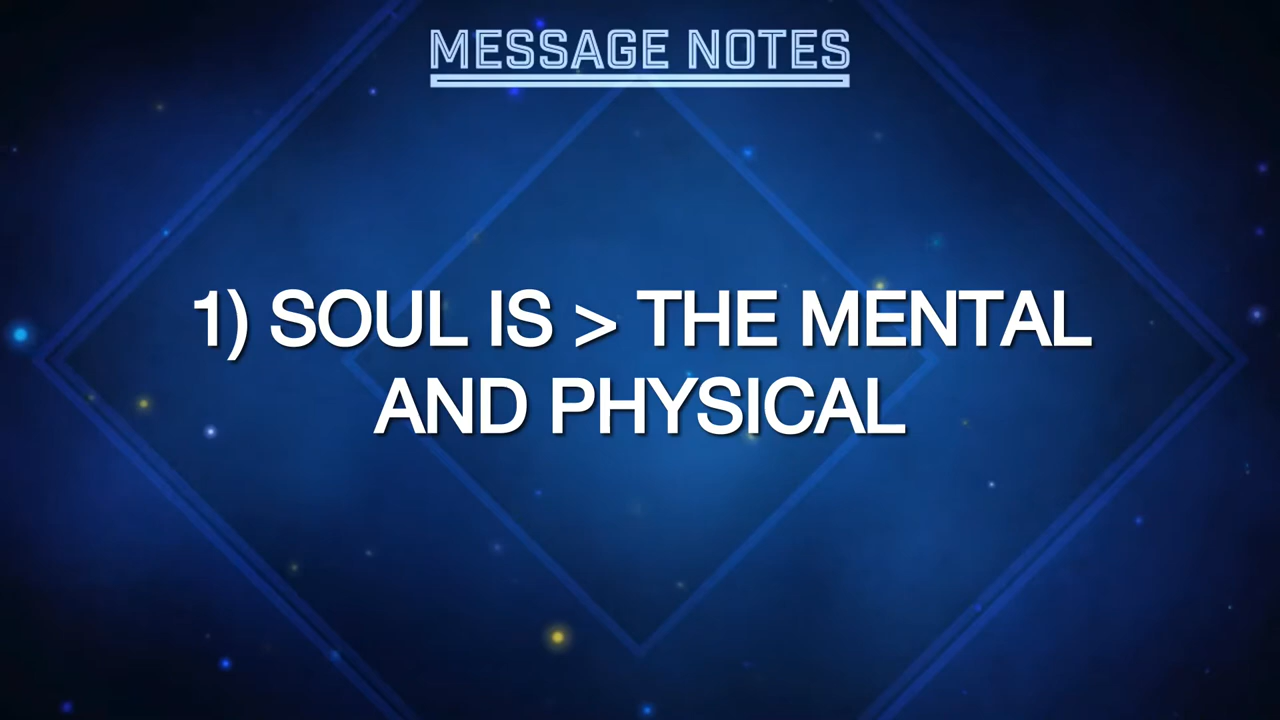 MESSAGE NOTES
1) SOUL IS > THE MENTAL
AND PHYSICAL